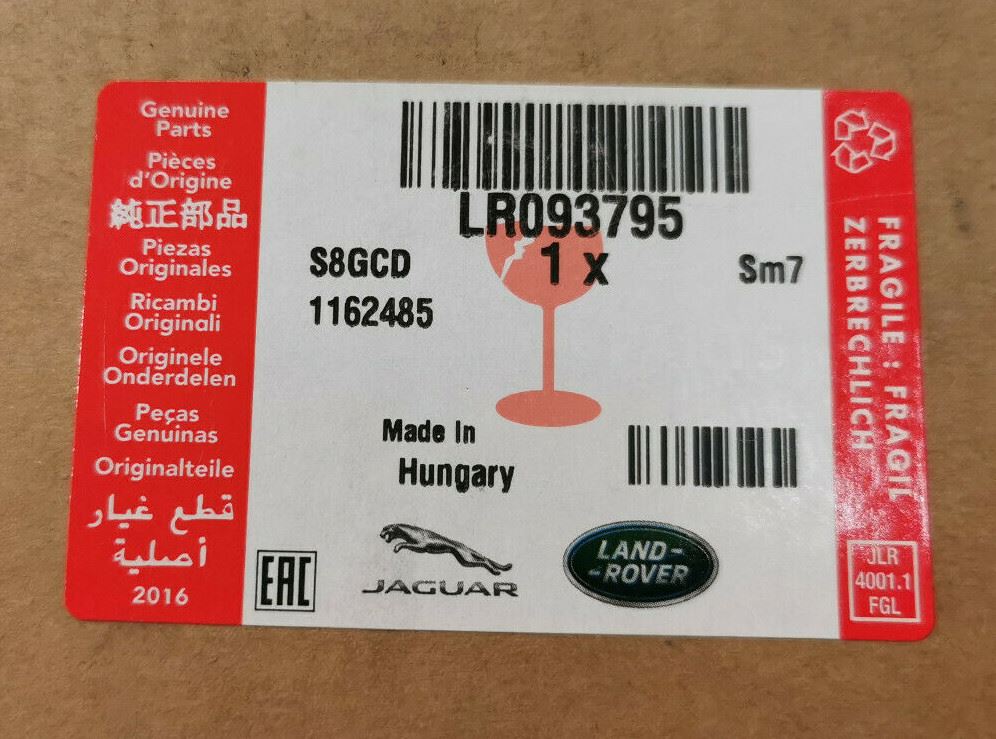 Genuine
Parts
Pièces
d'Origine
純正部品
Piezas
Originales
Ricambi
Originali
Originele
Onderdelen
Peças
Genuinas
Originalteile
قطع غيار
أصلية
2016
LR093795
1 x
S8GCD
Sm7
1162485
Made In
Hungary
EAC
JAGUAR
LAND-
-ROVER
FRAGILE : FRAGIL
ZERBRECHLICH
JLR
4001.1
FGL